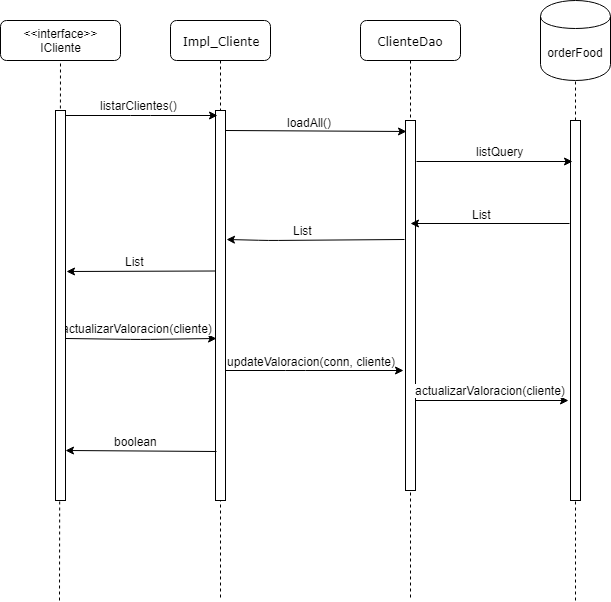 <<interface>>
ICliente
Impl_Cliente
ClienteDao
orderFood
listarClientes()
loadAll()
listQuery
List
List
List
actualizarValoracion(cliente)
updateValoracion(conn, cliente)
actualizarValoracion(cliente)
boolean